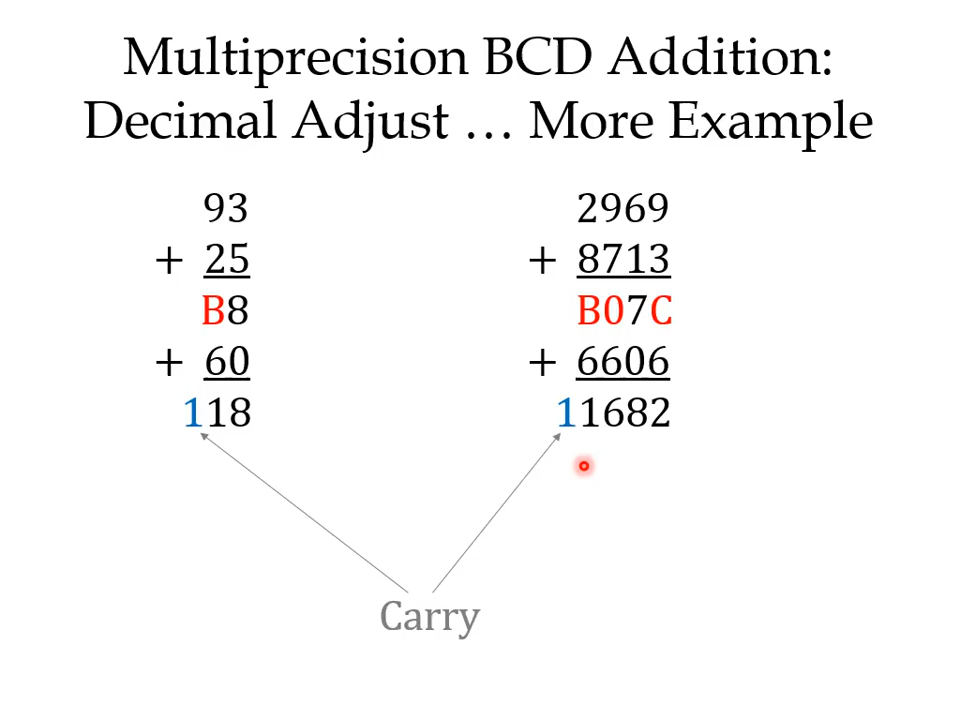 Multiprecision BCD Addition:
Decimal Adjust … More Example
93
+ 25
B8
+ 60
118
2969
+ 8713
B07C
+ 6606
11682
Carry